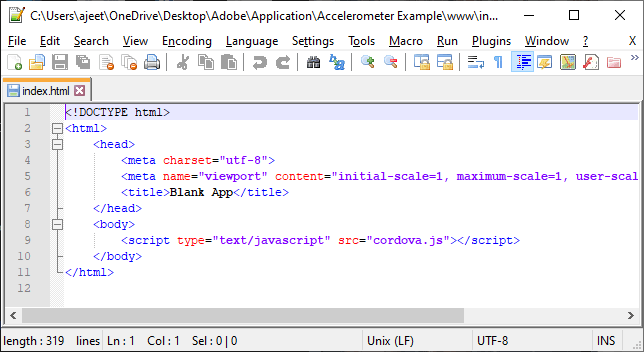 C:\Users\ajeet\OneDrive\Desktop\Adobe\Application\Accelerometer Example\www\in...
File Edit Search View Encoding Language Settings Tools Macro Run Plugins Window ? X
index.html
1 <!DOCTYPE html>
2 <html>
3 <head>
4 <meta charset="utf-8">
5 <meta name="viewport" content="initial-scale=1, maximum-scale=1, user-scal
6 <title>Blank App</title>
7 </head>
8 <body>
9 <script type="text/javascript" src="cordova.js"></script>
10 </body>
11 </html>
12
length : 319 lines Ln : 1 Col : 1 Sel : 0 | 0 Unix (LF) UTF-8 INS